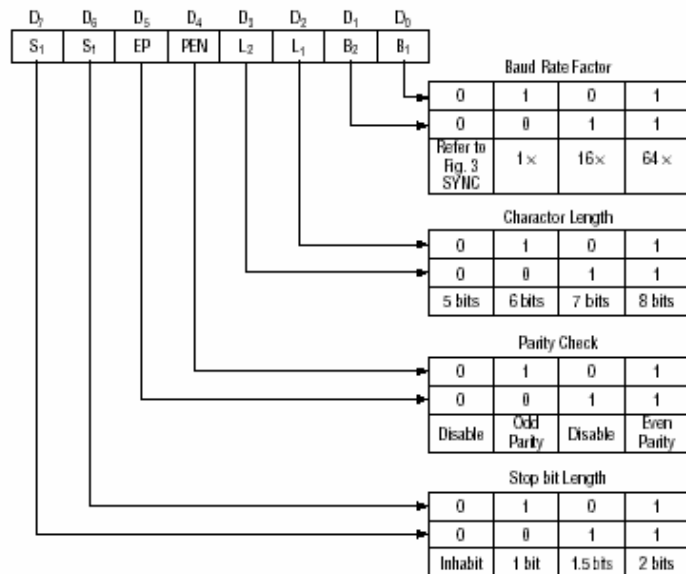 D₇ D₆ D₅ D₄ D₃ D₂ D₁ D₀
S₁ S₁ EP PEN L₂ L₁ B₂ B₁
Baud Rate Factor
0 1 0 1
0 0 1 1
Refer to Fig. 3 SYNC 1× 16× 64×
Charactor Length
0 1 0 1
0 0 1 1
5 bits 6 bits 7 bits 8 bits
Parity Check
0 1 0 1
0 0 1 1
Disable Odd Parity Disable Even Parity
Stop bit Length
0 1 0 1
0 0 1 1
Inhabit 1 bit 1.5 bits 2 bits